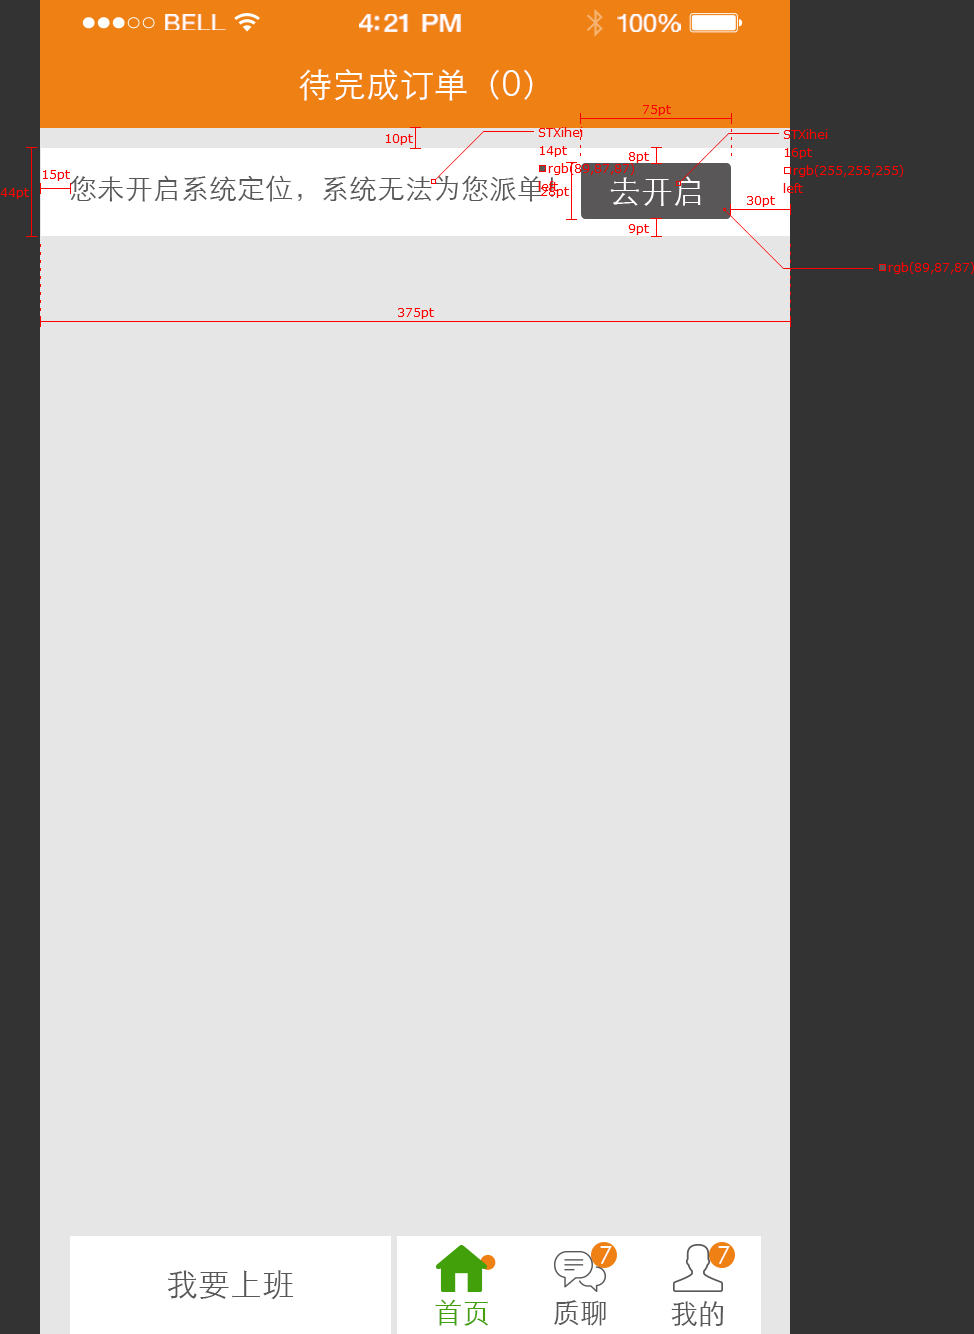 BELL 4:21 PM 100%
待完成订单（0）
75pt
10pt
STXihei
14pt
rgb(89,87,87)
left
8pt
STXihei
16pt
rgb(255,255,255)
left
15pt
44pt
您未开启系统定位，系统无法为您派单！
28pt
去开启
30pt
9pt
rgb(89,87,87)
375pt
我要上班
首页
7
质聊
7
我的